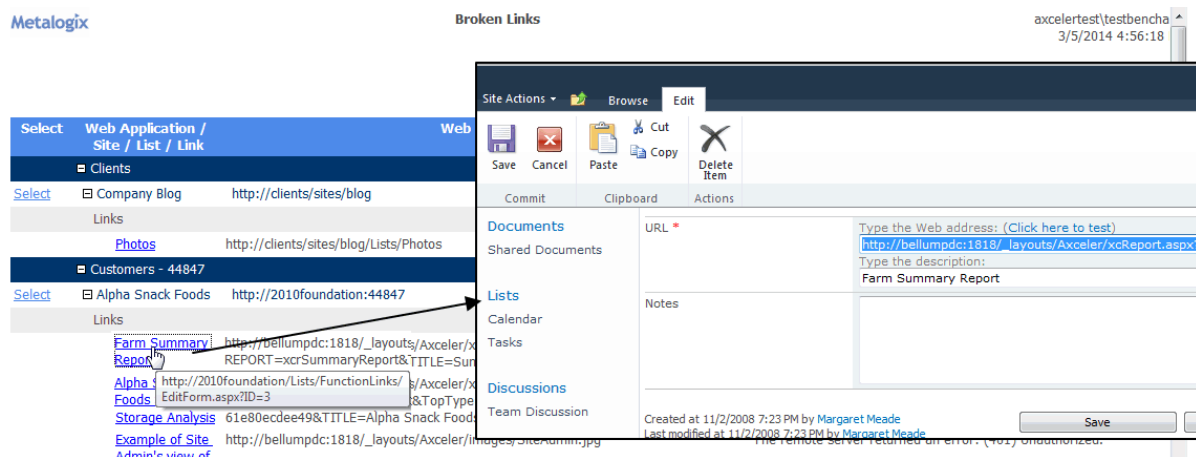 Metalogix
Broken Links
axcelertest\testbencha
3/5/2014 4:56:18
Select
Web Application /
Site / List / Link
Web
Clients
Select
Company Blog
http://clients/sites/blog
Links
Photos
http://clients/sites/blog/Lists/Photos
Customers - 44847
Select
Alpha Snack Foods
http://2010foundation:44847
Links
Farm Summary
Report
http://bellumpdc:1818/_layouts/Axceler/x
REPORT=xcrSummaryReport&TITLE=Sum
http://2010foundation/Lists/FunctionLinks/
EditForm.aspx?ID=3
Alpha S
s/Axceler/x
Foods
&TopType
Storage Analysis
61e80ecdee49&TITLE=Alpha Snack Foods
Example of Site
http://bellumpdc:1818/_layouts/Axceler/images/SiteAdmin.jpg
The remote server returned an error: (401) Unauthorized.
Admin's view of
Site Actions
Browse
Edit
Save
Cancel
Paste
Cut
Copy
Delete
Item
Commit
Clipboard
Actions
Documents
Shared Documents
Lists
Calendar
Tasks
Discussions
Team Discussion
URL *
Type the Web address: (Click here to test)
http://bellumpdc:1818/_layouts/Axceler/xcReport.aspx?
Type the description:
Farm Summary Report
Notes
Created at 11/2/2008 7:23 PM by Margaret Meade
Last modified at 11/2/2008 7:23 PM by Margaret Meade
Save